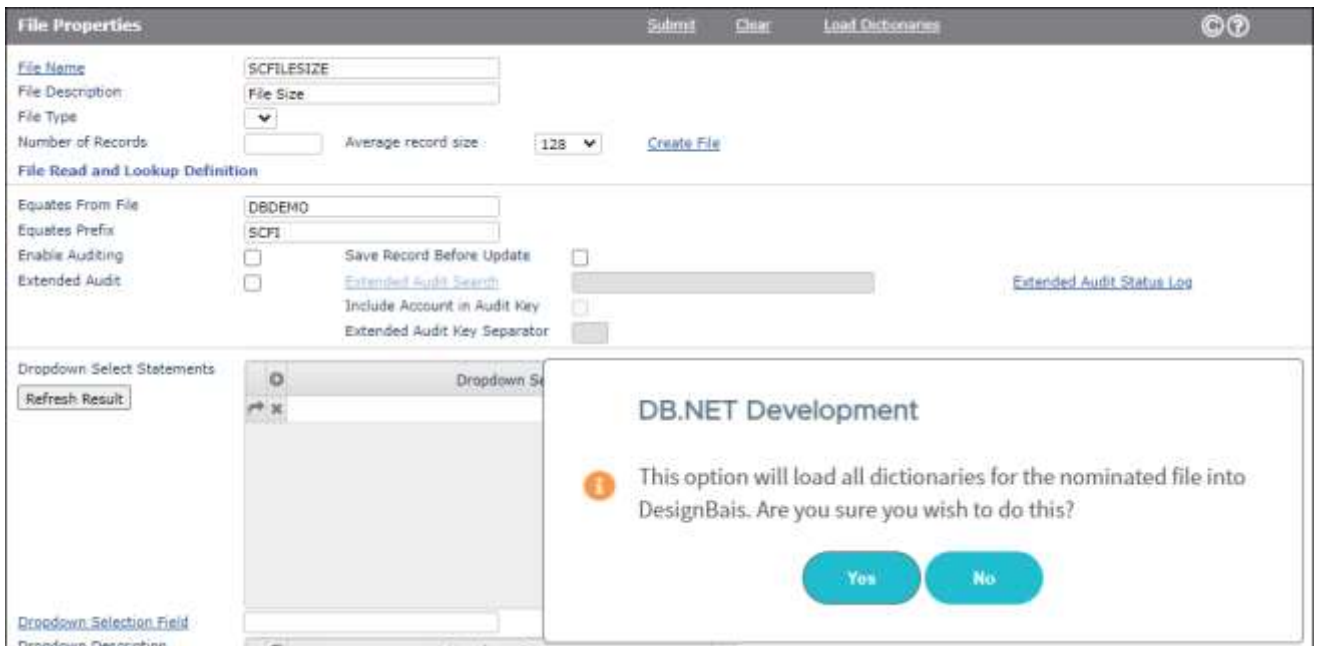 File Properties Submit Clear Load Dictionaries
File Name SCFILESIZE
File Description File Size
File Type
Number of Records Average record size 128 Create File
File Read and Lookup Definition
Equates From File DBDEMO
Equates Prefix SCFI
Enable Auditing Save Record Before Update
Extended Audit Extended Audit Search Extended Audit Status Log
Include Account in Audit Key
Extended Audit Key Separator
Dropdown Select Statements Dropdown Se
Refresh Result
DB.NET Development
This option will load all dictionaries for the nominated file into
DesignBais. Are you sure you wish to do this?
Yes No
Dropdown Selection Field
Dropdown Description